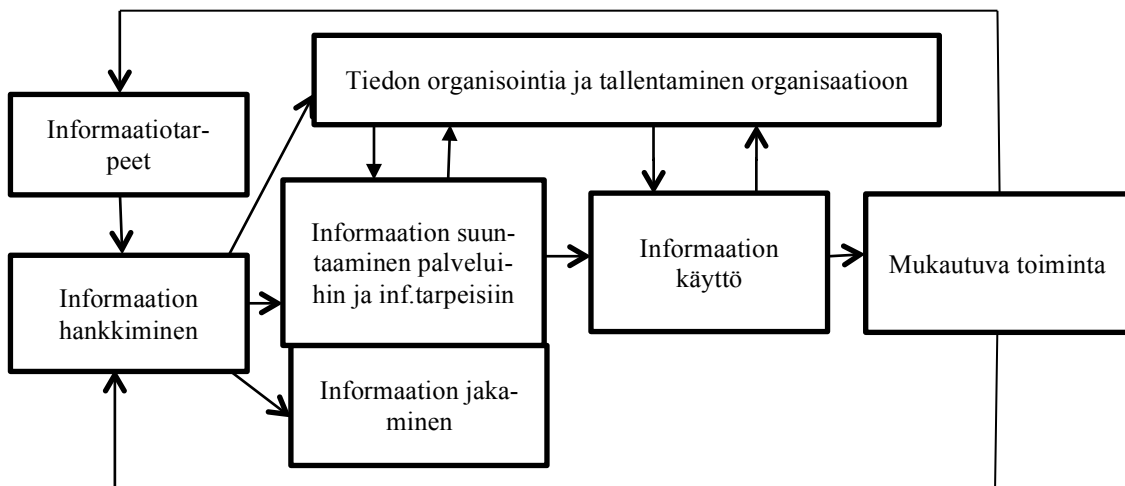 Tiedon organisointia ja tallentaminen organisaatioon
Informaatiotar-
peet
Informaation
hankkiminen
Informaation suun-
taaminen palvelui-
hin ja inf.tarpeisiin
Informaation jaka-
minen
Informaation
käyttö
Mukautuva toiminta